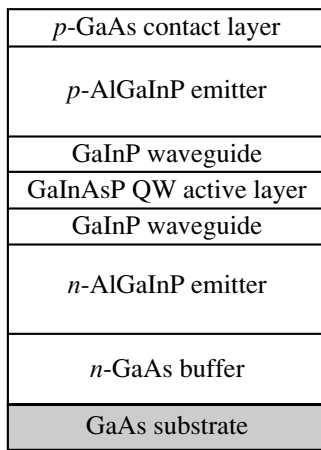 p-GaAs contact layer
p-AlGaInP emitter
GaInP waveguide
GaInAsP QW active layer
GaInP waveguide
n-AlGaInP emitter
n-GaAs buffer
GaAs substrate